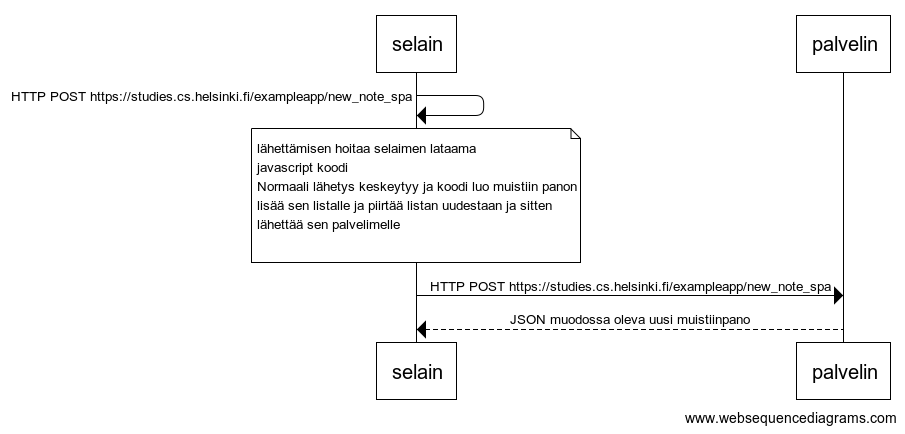 selain
palvelin
HTTP POST https://studies.cs.helsinki.fi/exampleapp/new_note_spa
lähettämisen hoitaa selaimen lataama
javascript koodi
Normaali lähetys keskeytyy ja koodi luo muistiin panon
lisää sen listalle ja piirtää listan uudestaan ja sitten
lähettää sen palvelimelle
HTTP POST https://studies.cs.helsinki.fi/exampleapp/new_note_spa
JSON muodossa oleva uusi muistiinpano
selain
palvelin
www.websequencediagrams.com